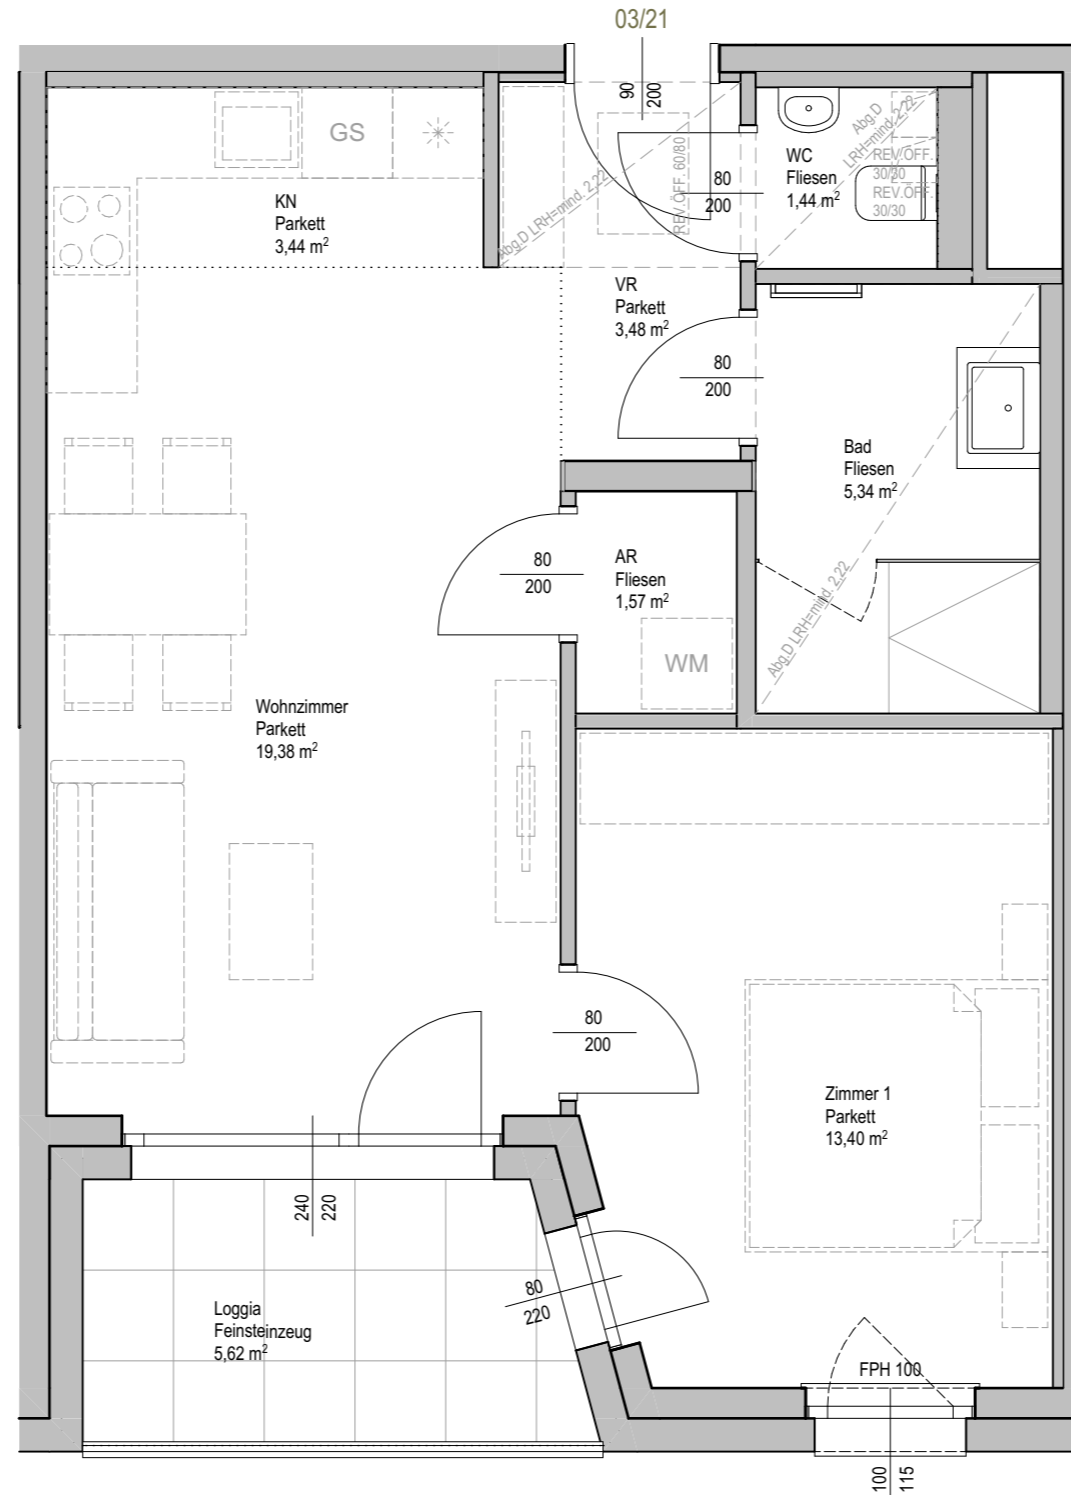 03/21
90
200
GS
KN
Parkett
3,44 m²
Abg.D LRH=mind. 2,22
REV.ÖFF. 60/80
80
200
WC
Fliesen
1,44 m²
Abg.D
LRH=mind. 2,22
REV.ÖFF.
30/30
REV.ÖFF.
30/30
VR
Parkett
3,48 m²
80
200
Bad
Fliesen
5,34 m²
Abg.D LRH=mind. 2,22
80
200
AR
Fliesen
1,57 m²
WM
Wohnzimmer
Parkett
19,38 m²
80
200
Zimmer 1
Parkett
13,40 m²
240
220
80
220
Loggia
Feinsteinzeug
5,62 m²
FPH 100
100
115